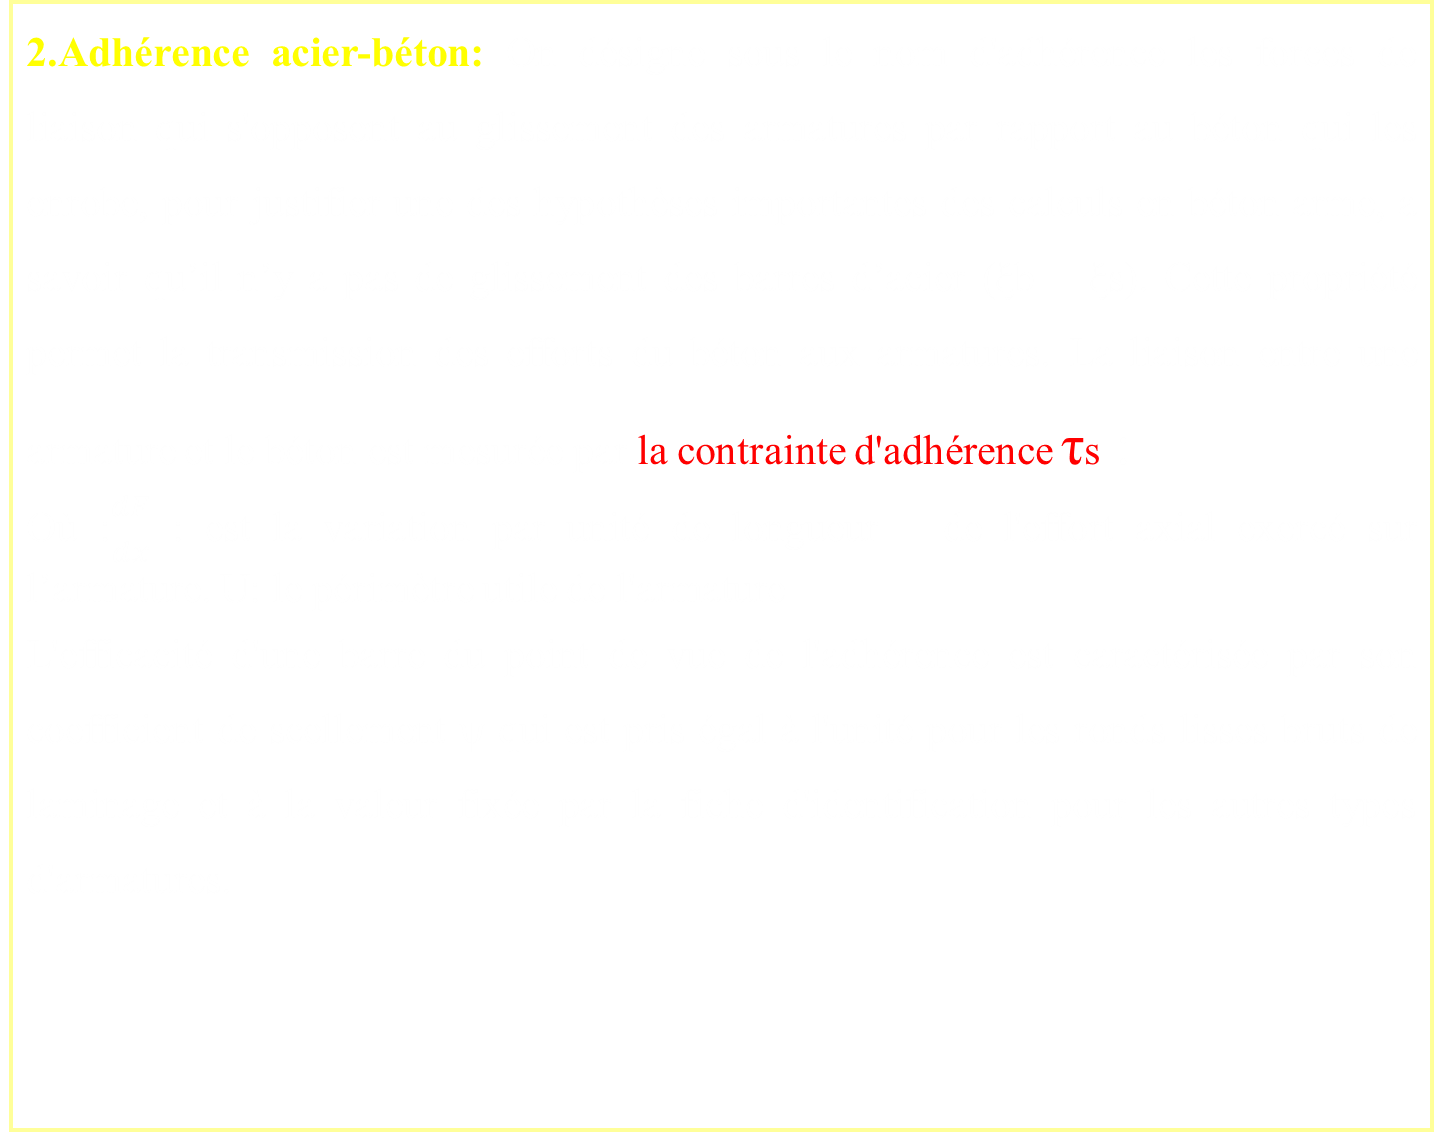 2.Adhérence acier-béton:
la contrainte d'adhérence τs